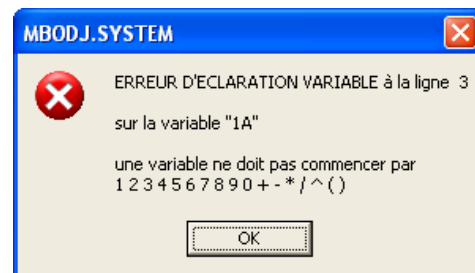 MBODJ.SYSTEM
ERREUR D'ECLARATION VARIABLE à la ligne 3
sur la variable "1A"
une variable ne doit pas commencer par
1 2 3 4 5 6 7 8 9 0 + - * / ^ ( )
OK